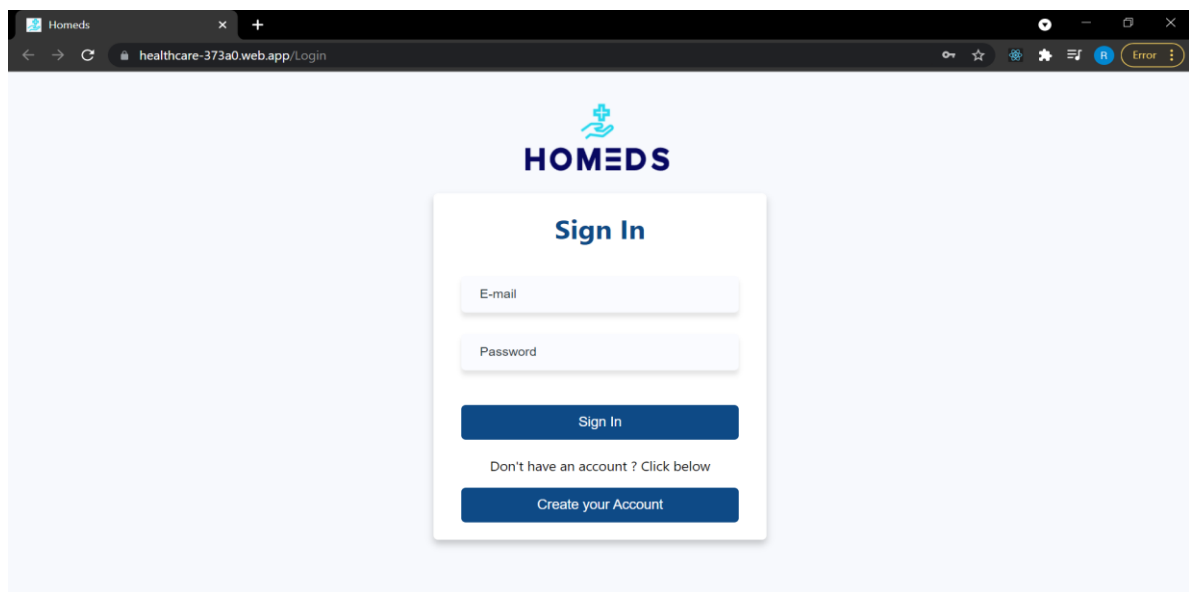 Homeds
healthcare-373a0.web.app/Login
R
Error
HOMEDS
Sign In
E-mail
Password
Sign In
Don't have an account ? Click below
Create your Account